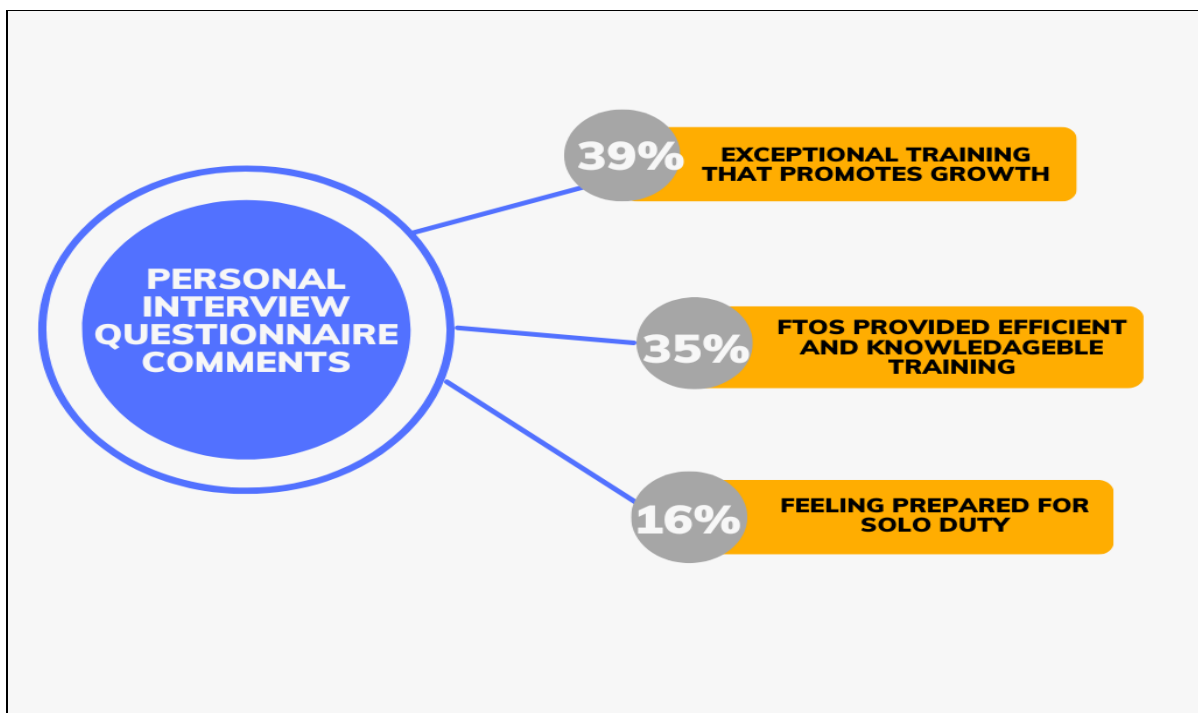 PERSONAL
INTERVIEW
QUESTIONNAIRE
COMMENTS
39%
EXCEPTIONAL TRAINING
THAT PROMOTES GROWTH
35%
FTOS PROVIDED EFFICIENT
AND KNOWLEDAGEBLE
TRAINING
16%
FEELING PREPARED FOR
SOLO DUTY